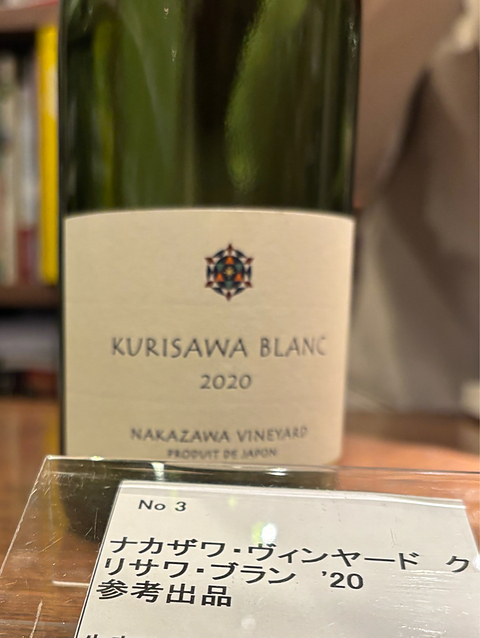 KURISAWA BLANC
2020
NAKAZAWA VINEYARD
PRODUIT DE JAPON
No 3
ナカザワ・ヴィンヤード ク
リサワ・ブラン '20
参考出品